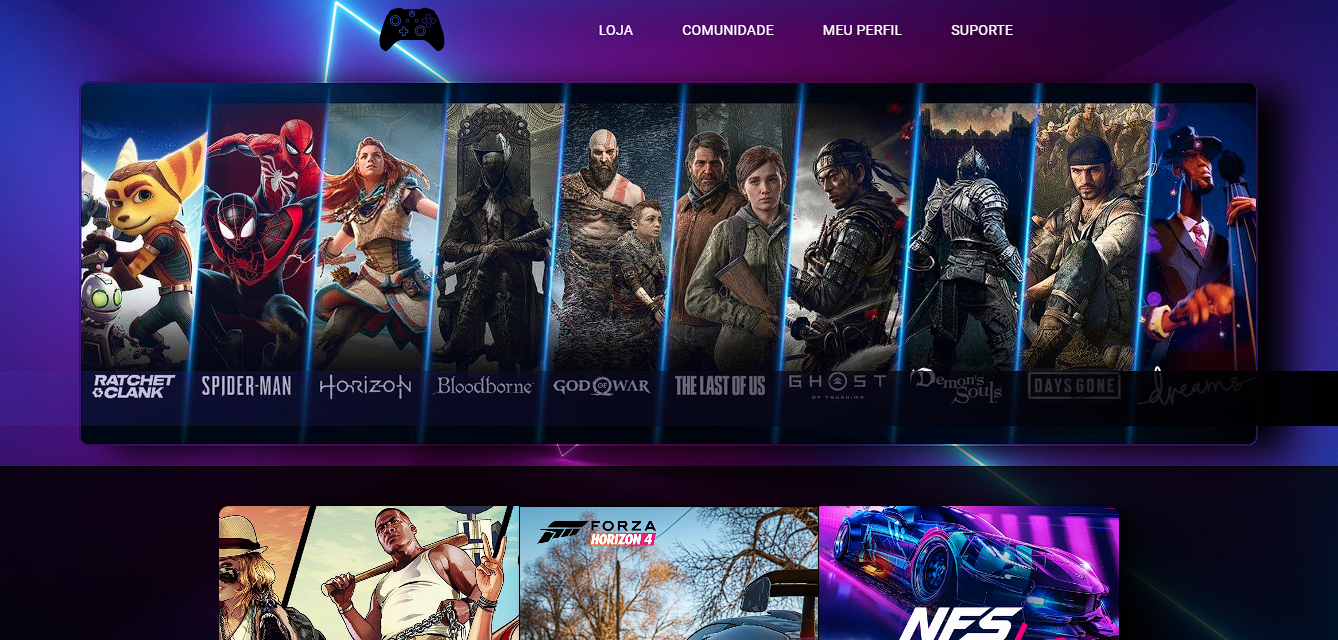 LOJA COMUNIDADE MEU PERFIL SUPORTE
RATCHET & CLANK
SPIDER-MAN
HORIZON
Bloodborne
GOD OF WAR
THE LAST OF US
GHOST OF TSUSHIMA
Demon's Souls
DAYS GONE
dreams
FORZA
HORIZON 4
NFS